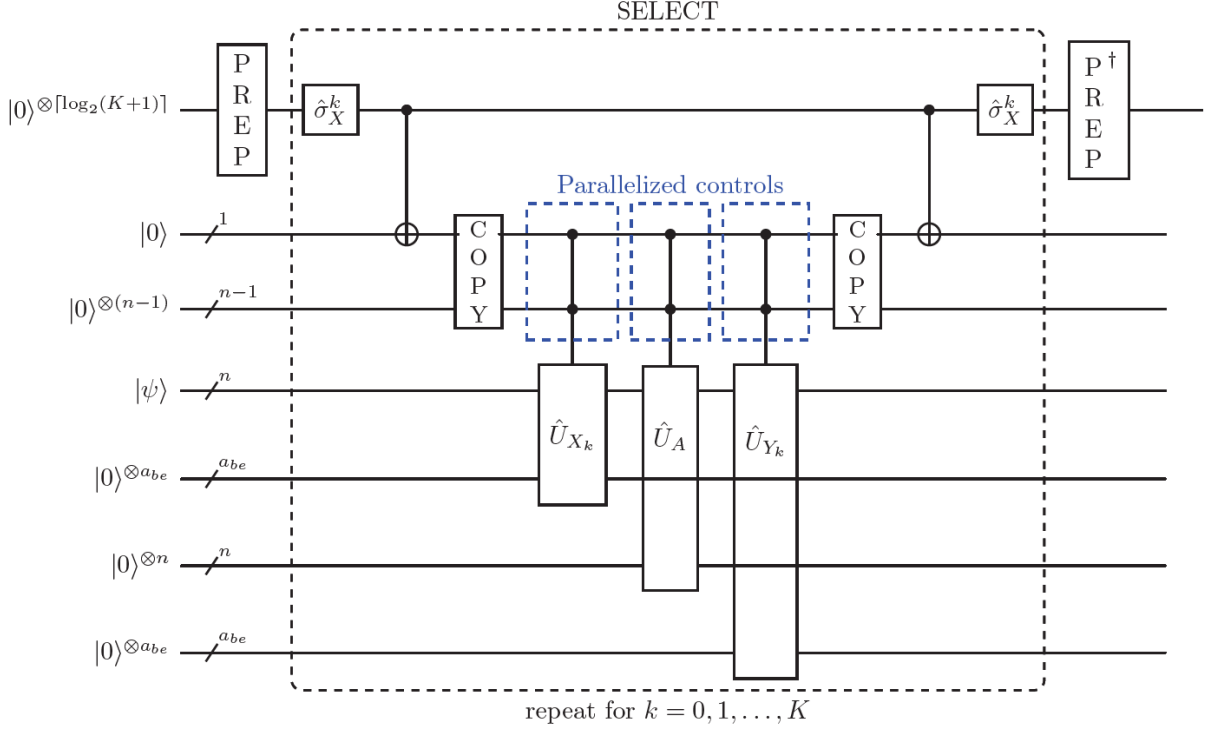 SELECT
P R E P
P† R E P
|0⟩^{⊗⌈log₂(K+1)⌉}
σ̂_X^k
σ̂_X^k
Parallelized controls
|0⟩
1
C O P Y
C O P Y
|0⟩^{⊗(n−1)}
n−1
|ψ⟩
n
Û_{X_k}
Û_A
Û_{Y_k}
|0⟩^{⊗a_{be}}
a_{be}
|0⟩^{⊗n}
n
|0⟩^{⊗a_{be}}
a_{be}
repeat for k = 0, 1, . . . , K